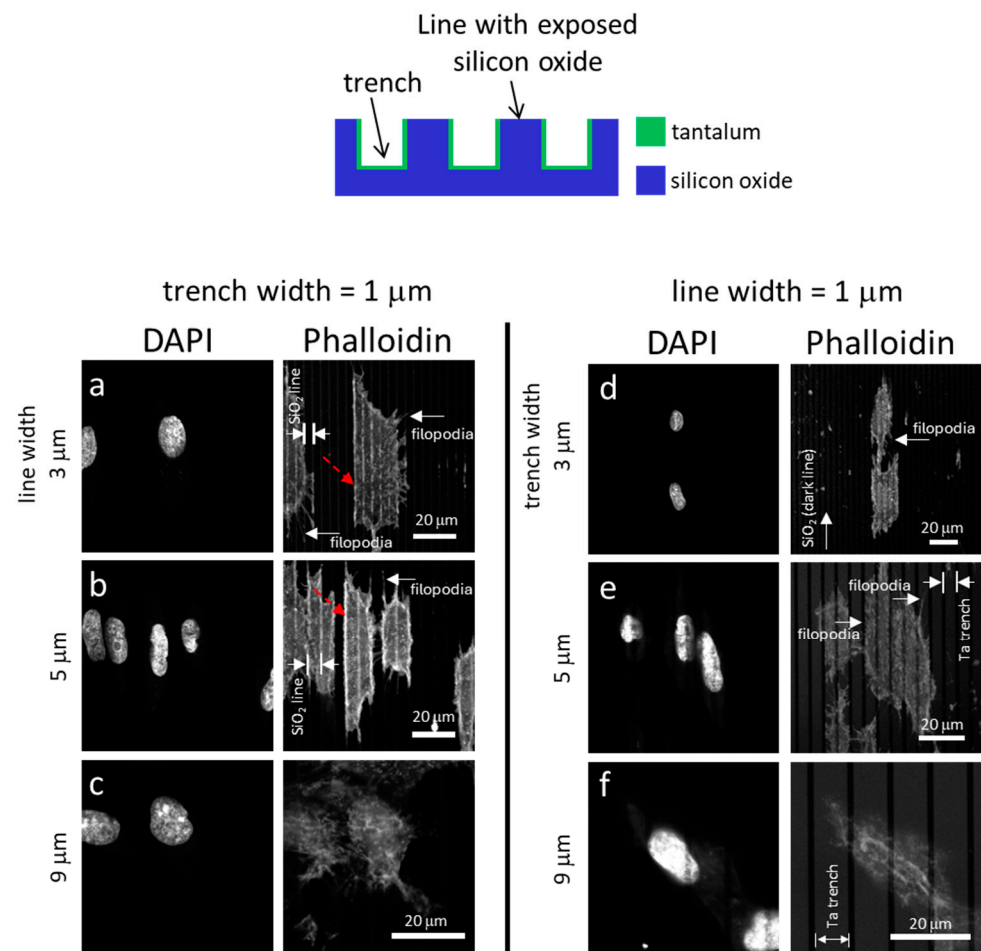 Line with exposed
silicon oxide
trench
tantalum
silicon oxide
trench width = 1 μm
DAPI
Phalloidin
line width
3 μm
a
SiO₂ line
filopodia
filopodia
20 μm
5 μm
b
filopodia
SiO₂ line
20 μm
9 μm
c
20 μm
line width = 1 μm
DAPI
Phalloidin
trench width
3 μm
d
filopodia
SiO₂ (dark line)
20 μm
5 μm
e
filopodia
filopodia
Ta trench
20 μm
9 μm
f
Ta trench
20 μm